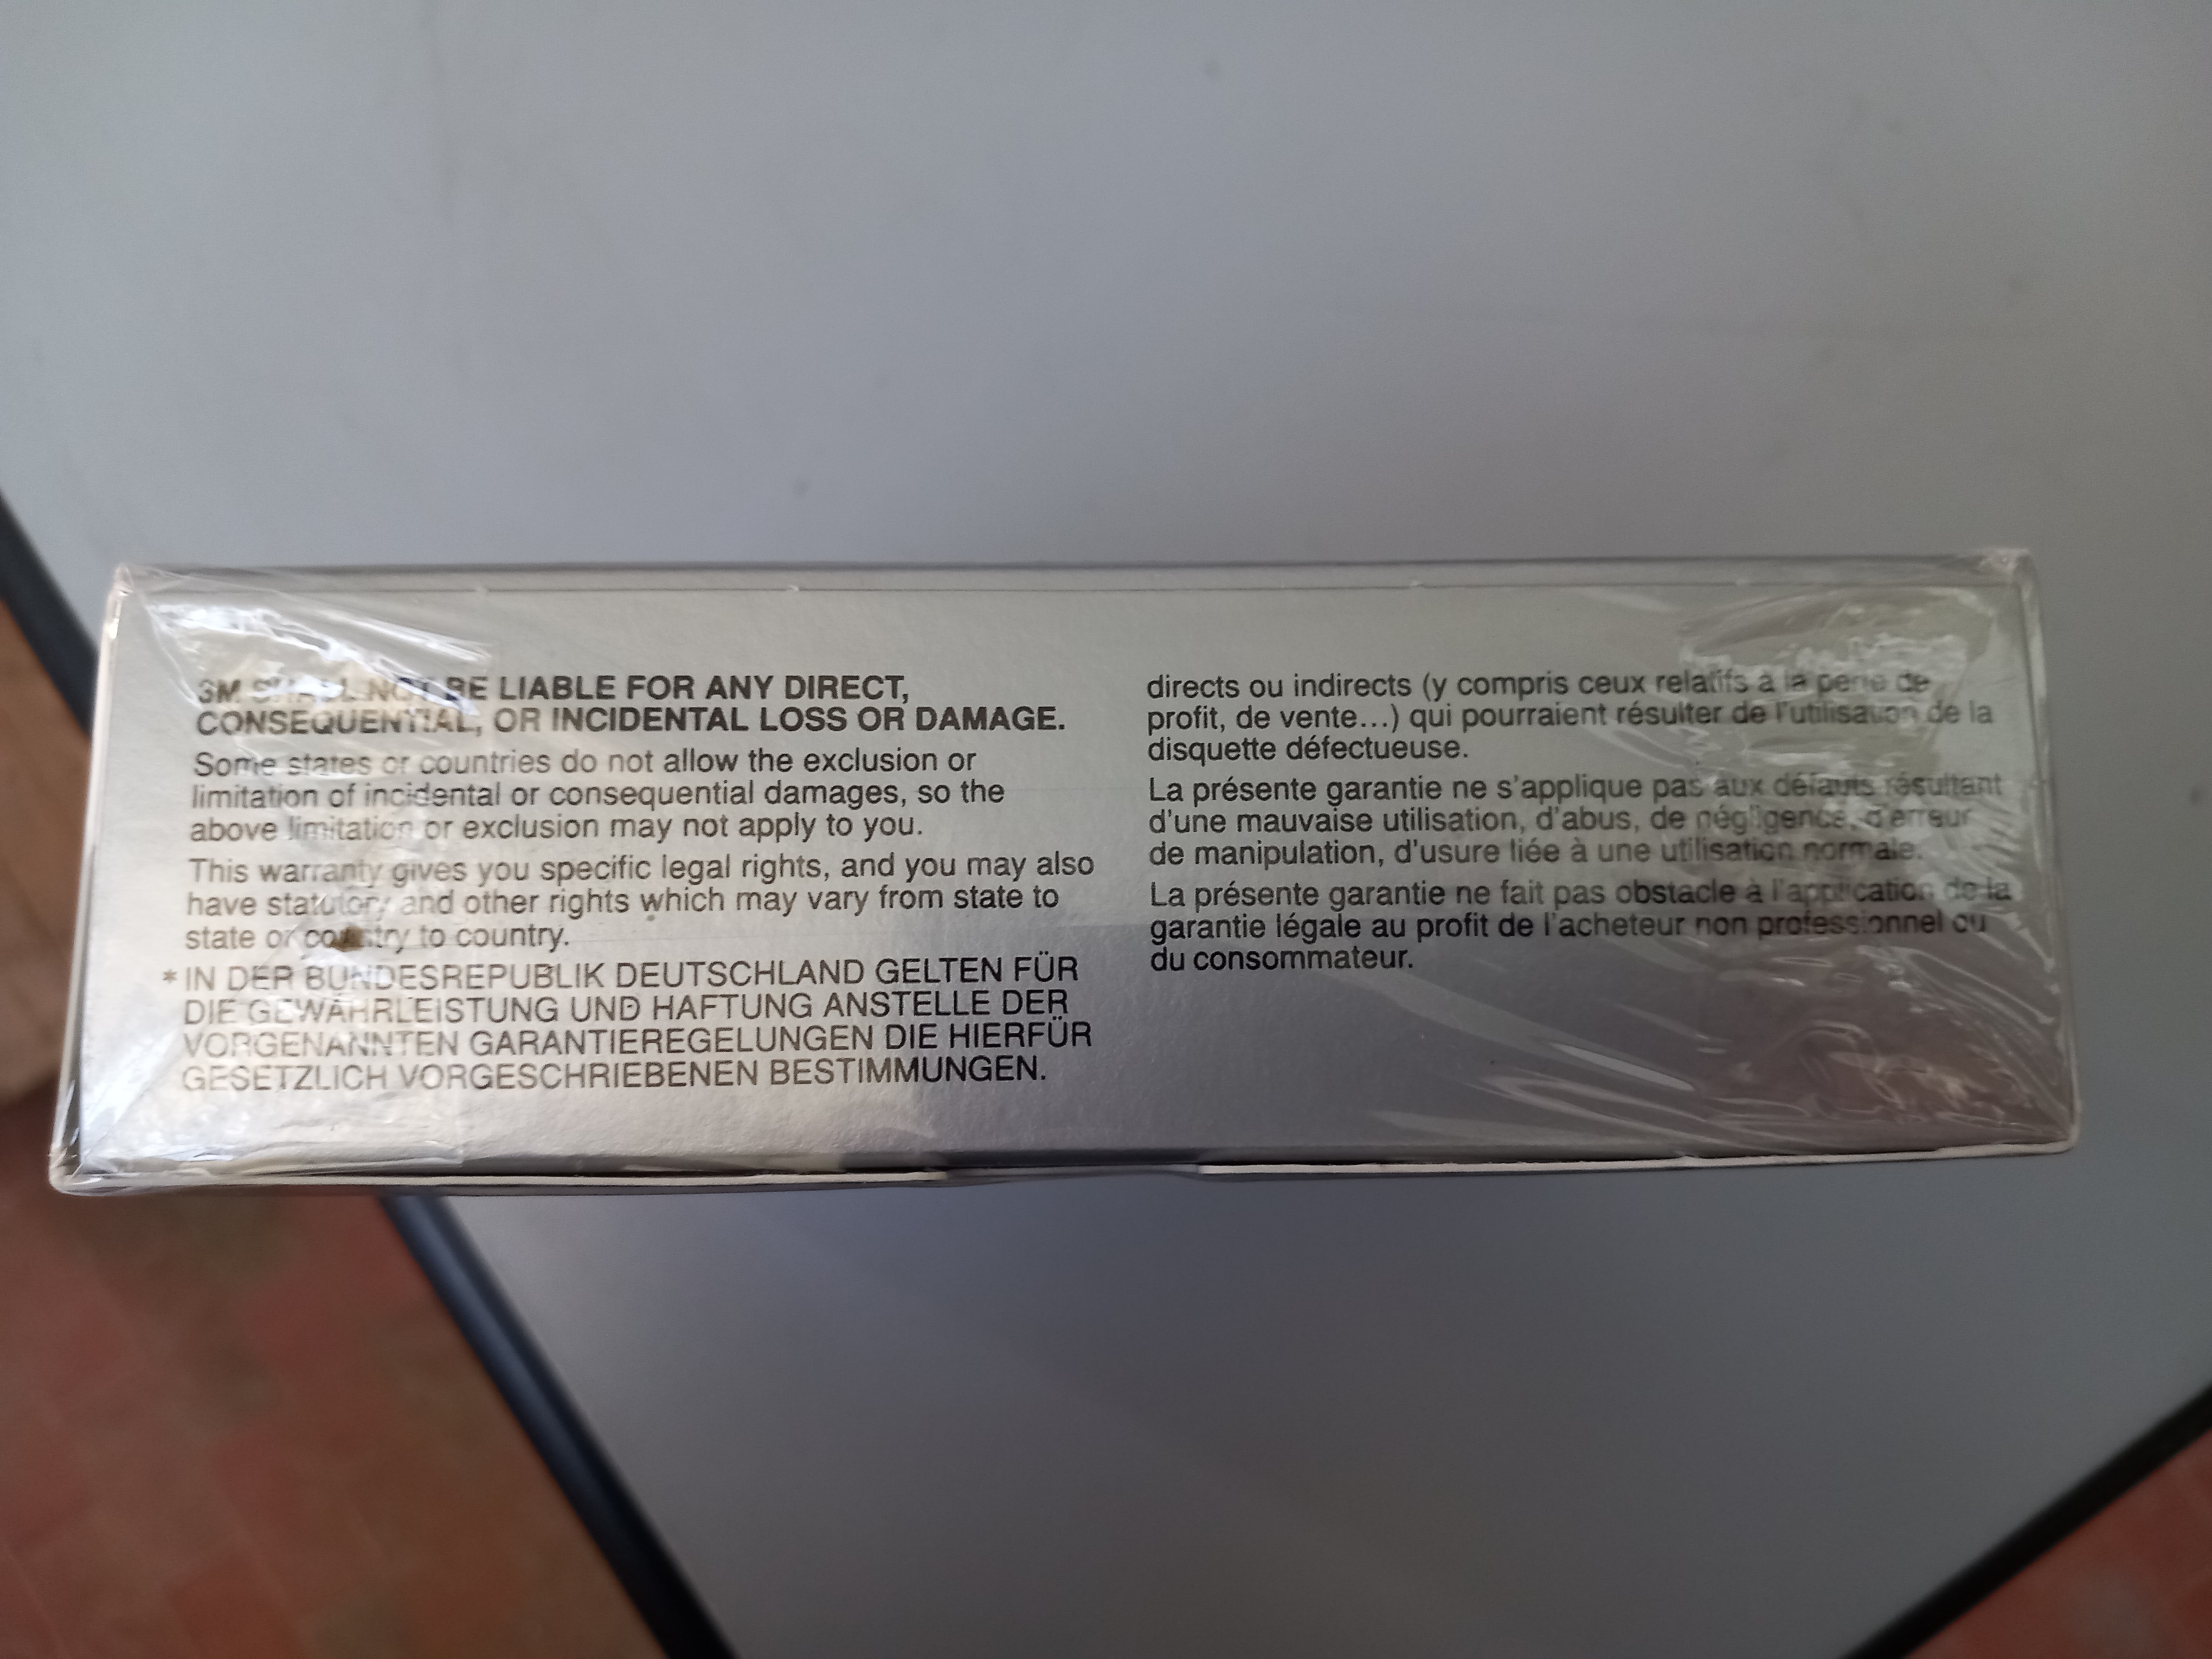 3M SHALL NOT BE LIABLE FOR ANY DIRECT,
CONSEQUENTIAL, OR INCIDENTAL LOSS OR DAMAGE.
Some states or countries do not allow the exclusion or
limitation of incidental or consequential damages, so the
above limitation or exclusion may not apply to you.
This warranty gives you specific legal rights, and you may also
have statutory and other rights which may vary from state to
state or country to country.
* IN DER BUNDESREPUBLIK DEUTSCHLAND GELTEN FÜR
DIE GEWÄHRLEISTUNG UND HAFTUNG ANSTELLE DER
VORGENANNTEN GARANTIEREGELUNGEN DIE HIERFÜR
GESETZLICH VORGESCHRIEBENEN BESTIMMUNGEN.
directs ou indirects (y compris ceux relatifs à la perte de
profit, de vente...) qui pourraient résulter de l'utilisation de la
disquette défectueuse.
La présente garantie ne s'applique pas aux défauts résultant
d'une mauvaise utilisation, d'abus, de négligence, d'erreur
de manipulation, d'usure liée à une utilisation normale.
La présente garantie ne fait pas obstacle à l'application de la
garantie légale au profit de l'acheteur non professionnel ou
du consommateur.